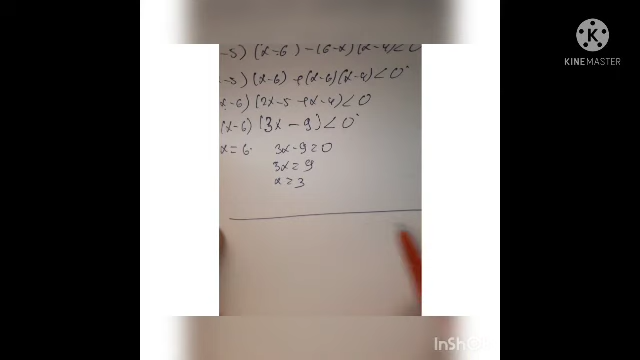 -5) (x-6) -(6-x)(x-4)<0
-5) (x-6) +(x-6)(x-4)<0
x-6) (2x-5+x-4)<0
(x-6) (3x-9)<0
x=6 3x-9=0
3x=9
x=3
KINEMASTER
InSh